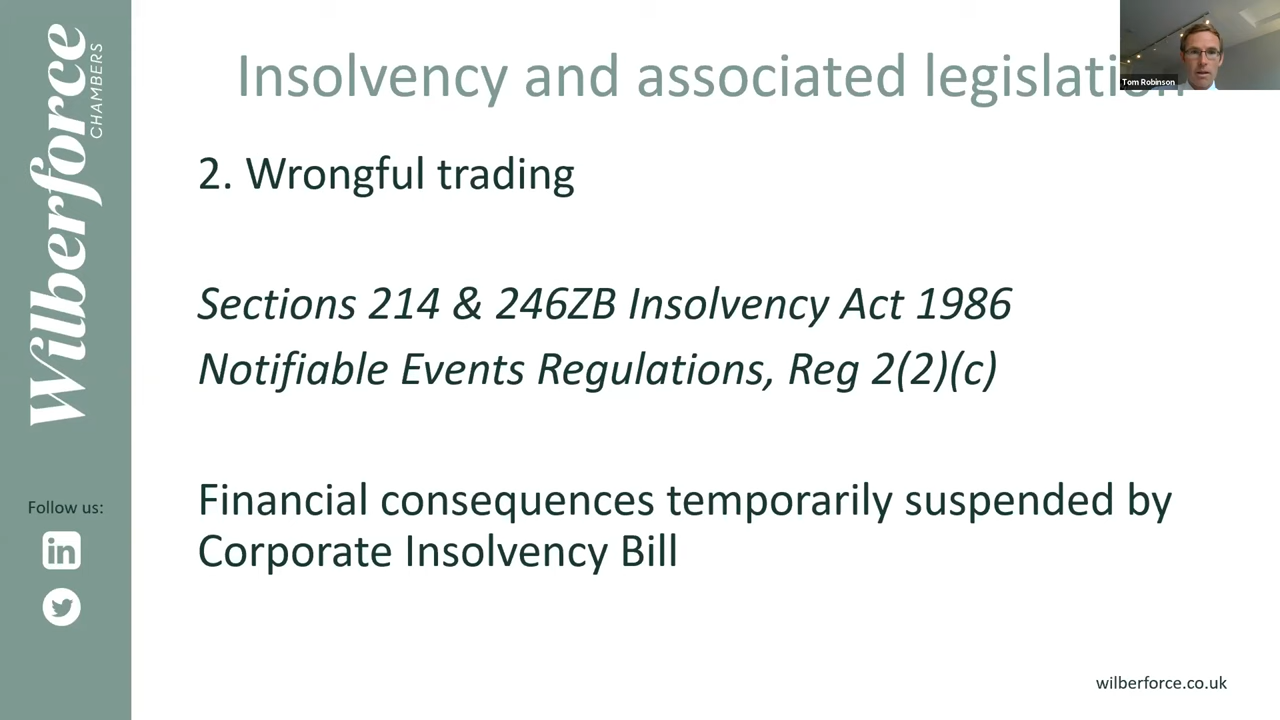 Wilberforce
CHAMBERS
Insolvency and associated legislation
Tom Robinson
2. Wrongful trading
Sections 214 & 246ZB Insolvency Act 1986
Notifiable Events Regulations, Reg 2(2)(c)
Financial consequences temporarily suspended by
Corporate Insolvency Bill
Follow us:
in
wilberforce.co.uk